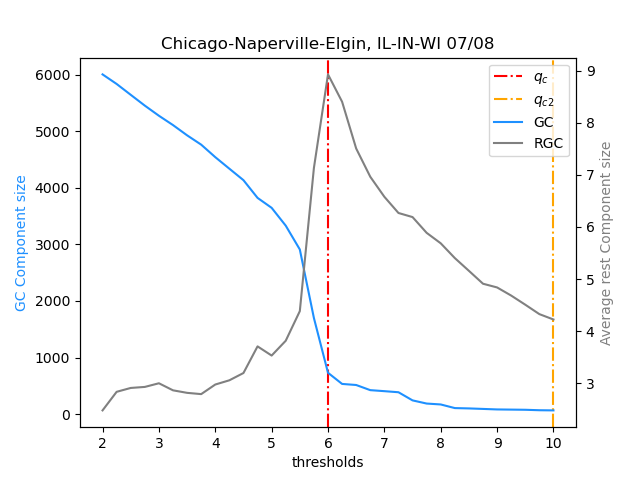 Chicago-Naperville-Elgin, IL-IN-WI 07/08
GC Component size
6000
5000
4000
3000
2000
1000
0
2 3 4 5 6 7 8 9 10
thresholds
9
8
7
6
5
4
3
Average rest Component size
q_c
q_c2
GC
RGC